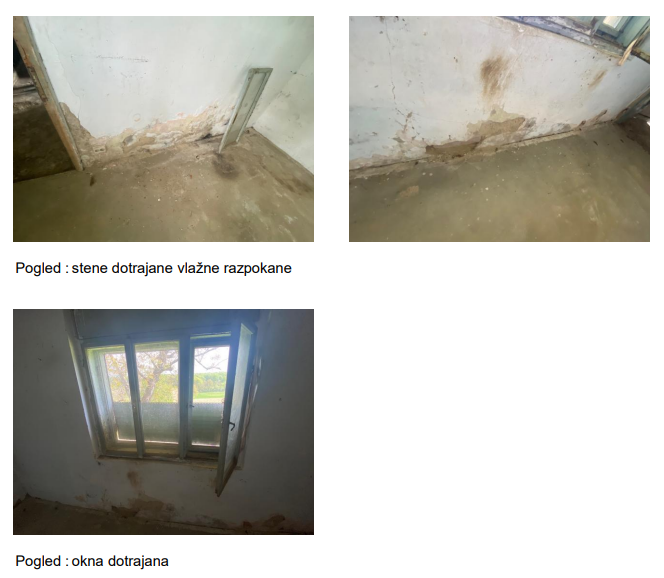 Pogled : stene dotrajane vlažne razpokane
Pogled : okna dotrajana